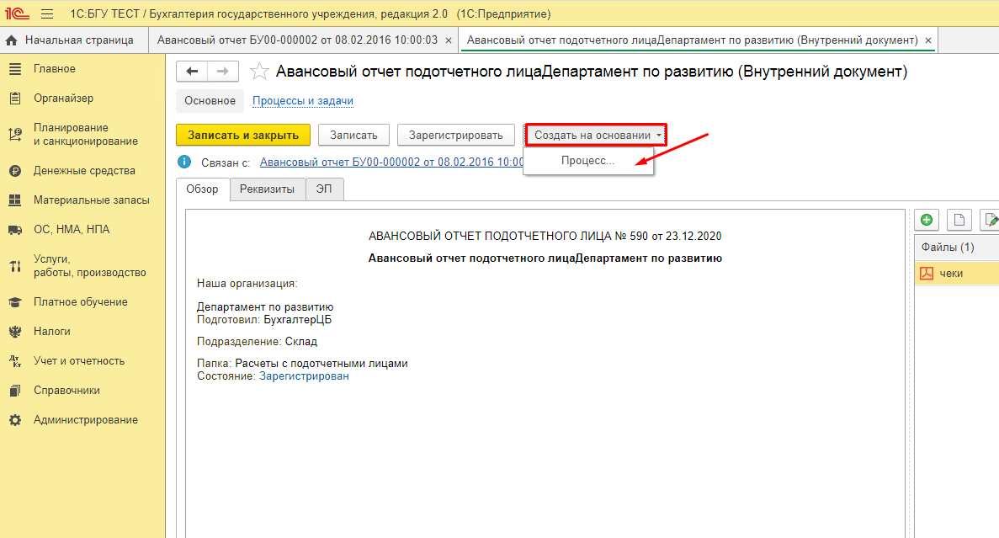 1С:БГУ ТЕСТ / Бухгалтерия государственного учреждения, редакция 2.0 (1С:Предприятие)
Начальная страница
Авансовый отчет БУ00-000002 от 08.02.2016 10:00:03 ×
Авансовый отчет подотчетного лицаДепартамент по развитию (Внутренний документ) ×
Главное
Органайзер
Планирование
и санкционирование
Денежные средства
Материальные запасы
ОС, НМА, НПА
Услуги,
работы, производство
Платное обучение
Налоги
Учет и отчетность
Справочники
Администрирование
Авансовый отчет подотчетного лицаДепартамент по развитию (Внутренний документ)
Основное
Процессы и задачи
Записать и закрыть
Записать
Зарегистрировать
Создать на основании
Процесс...
Связан с: Авансовый отчет БУ00-000002 от 08.02.2016 10:00
Обзор
Реквизиты
ЭП
АВАНСОВЫЙ ОТЧЕТ ПОДОТЧЕТНОГО ЛИЦА № 590 от 23.12.2020
Авансовый отчет подотчетного лицаДепартамент по развитию
Наша организация:
Департамент по развитию
Подготовил: БухгалтерЦБ
Подразделение: Склад
Папка: Расчеты с подотчетными лицами
Состояние: Зарегистрирован
Файлы (1)
чеки